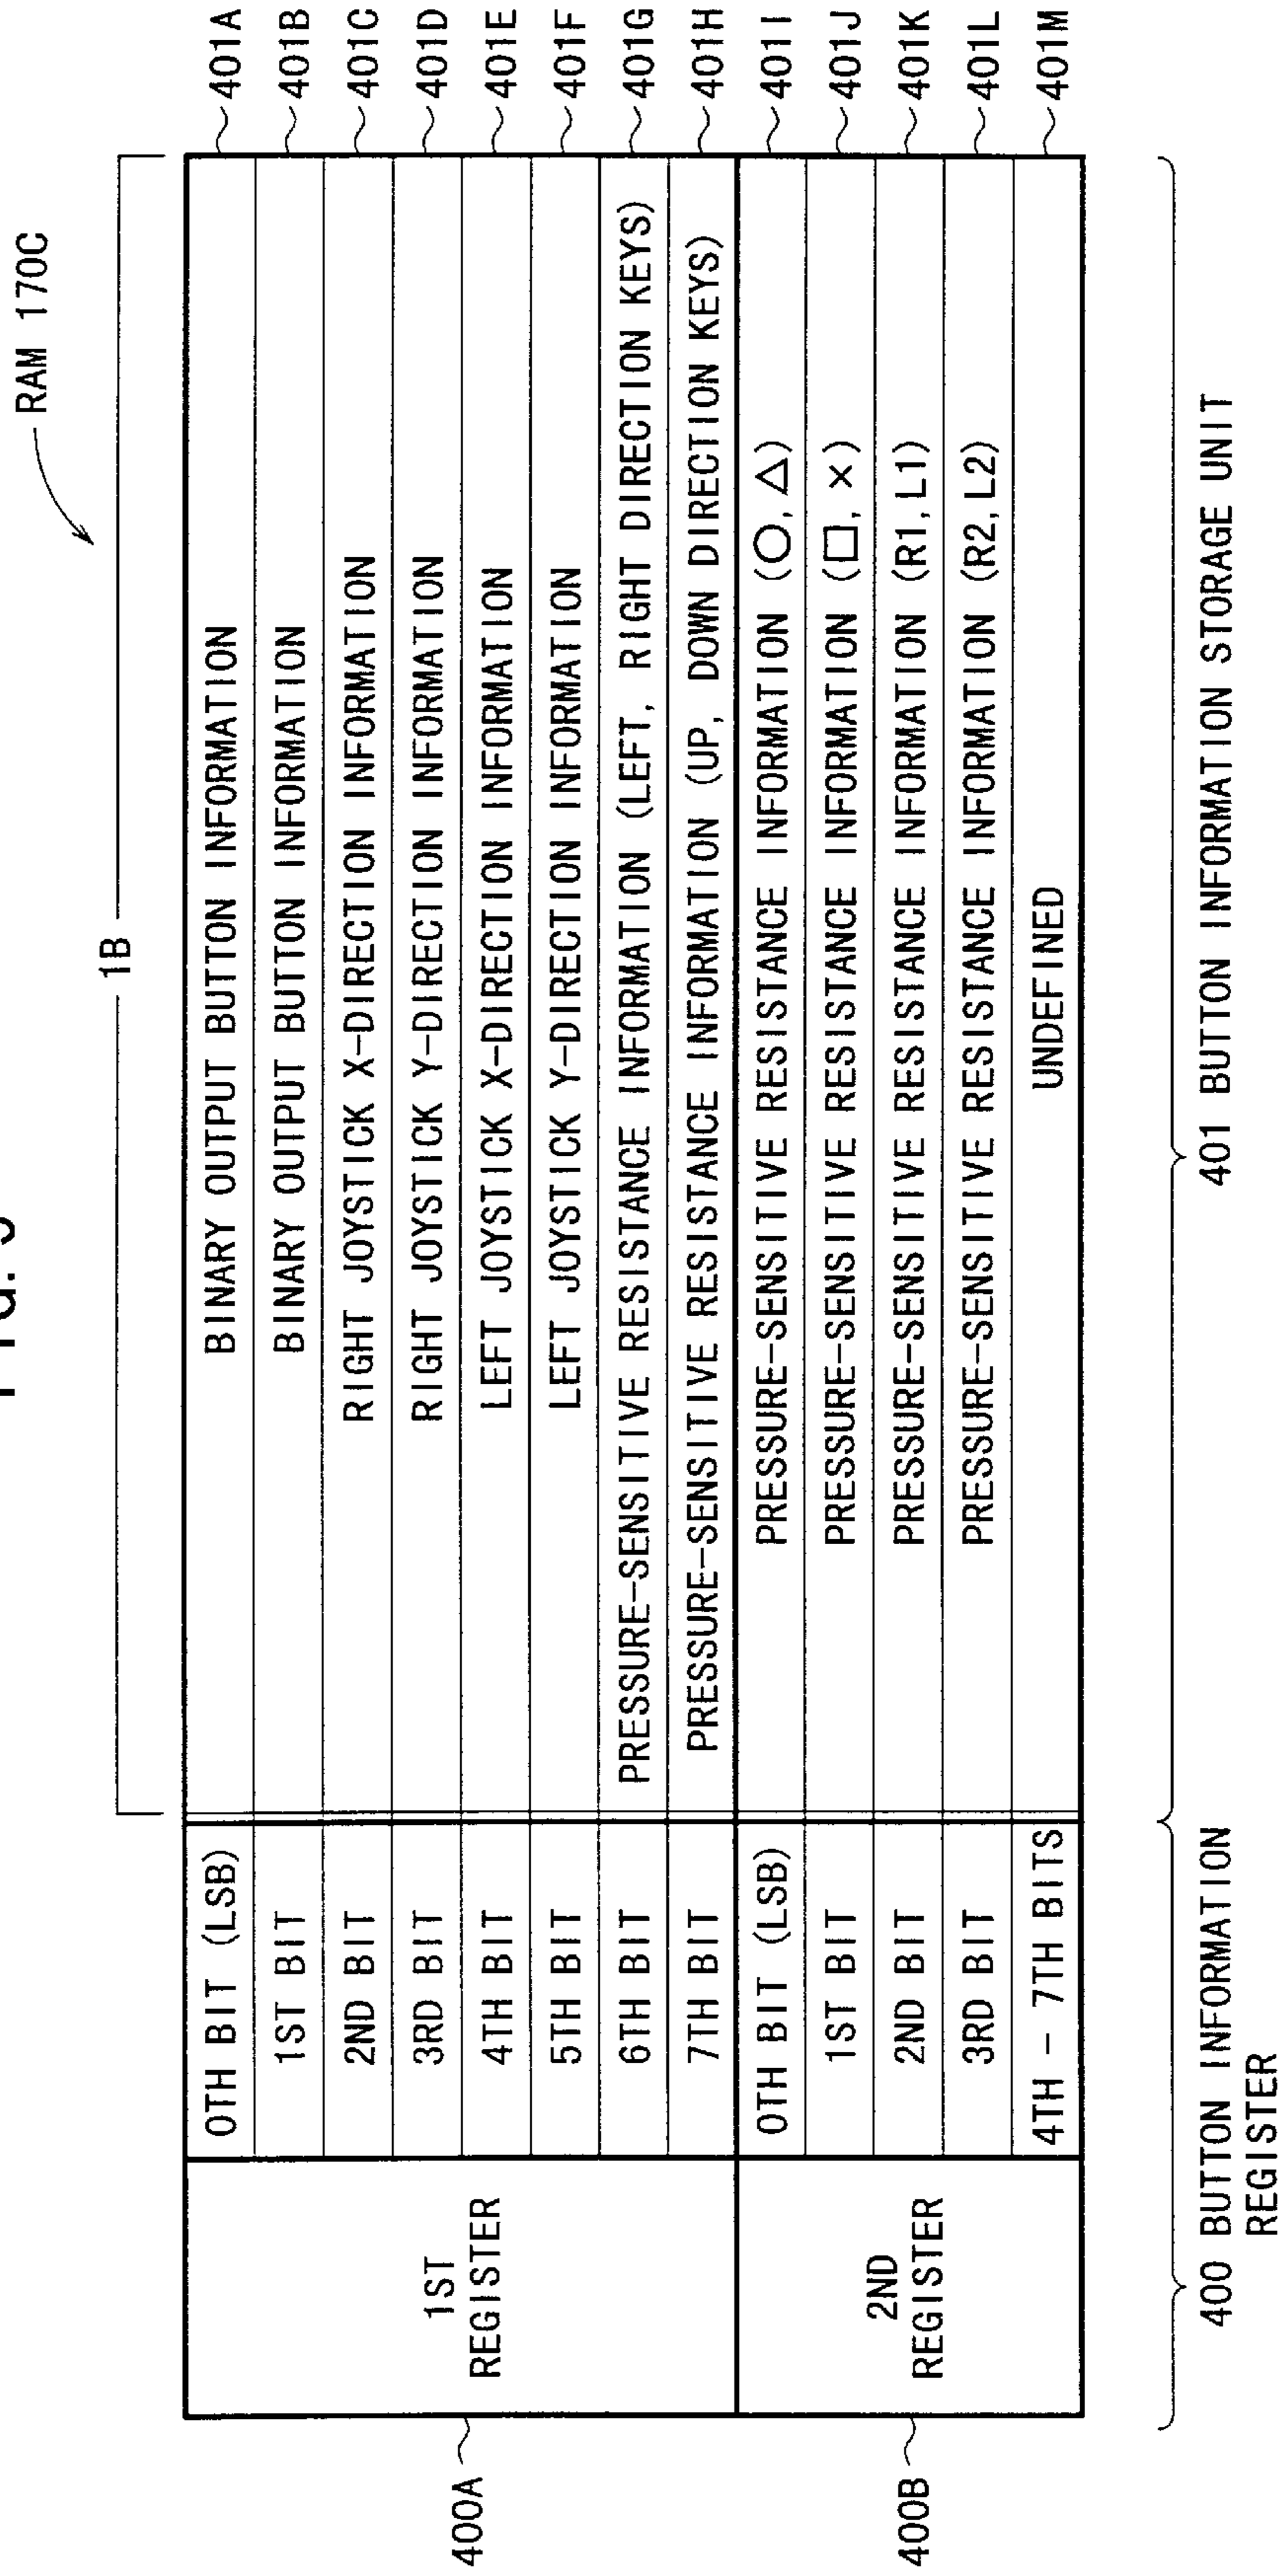 RAM 170C
1B
1ST
REGISTER
0TH BIT (LSB) BINARY OUTPUT BUTTON INFORMATION 401A
1ST BIT BINARY OUTPUT BUTTON INFORMATION 401B
2ND BIT RIGHT JOYSTICK X-DIRECTION INFORMATION 401C
3RD BIT RIGHT JOYSTICK Y-DIRECTION INFORMATION 401D
4TH BIT LEFT JOYSTICK X-DIRECTION INFORMATION 401E
5TH BIT LEFT JOYSTICK Y-DIRECTION INFORMATION 401F
6TH BIT PRESSURE-SENSITIVE RESISTANCE INFORMATION (LEFT, RIGHT DIRECTION KEYS) 401G
7TH BIT PRESSURE-SENSITIVE RESISTANCE INFORMATION (UP, DOWN DIRECTION KEYS) 401H
400A
2ND
REGISTER
0TH BIT (LSB) PRESSURE-SENSITIVE RESISTANCE INFORMATION (○, △) 401I
1ST BIT PRESSURE-SENSITIVE RESISTANCE INFORMATION (□, ×) 401J
2ND BIT PRESSURE-SENSITIVE RESISTANCE INFORMATION (R1, L1) 401K
3RD BIT PRESSURE-SENSITIVE RESISTANCE INFORMATION (R2, L2) 401L
4TH - 7TH BITS UNDEFINED 401M
400B
400 BUTTON INFORMATION
REGISTER
401 BUTTON INFORMATION STORAGE UNIT